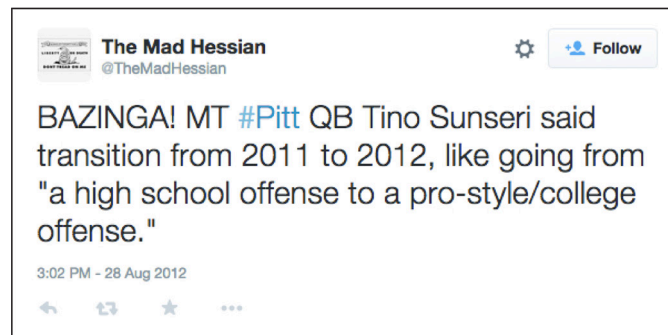 The Mad Hessian
@TheMadHessian
Follow
BAZINGA! MT #Pitt QB Tino Sunseri said
transition from 2011 to 2012, like going from
"a high school offense to a pro-style/college
offense."
3:02 PM - 28 Aug 2012